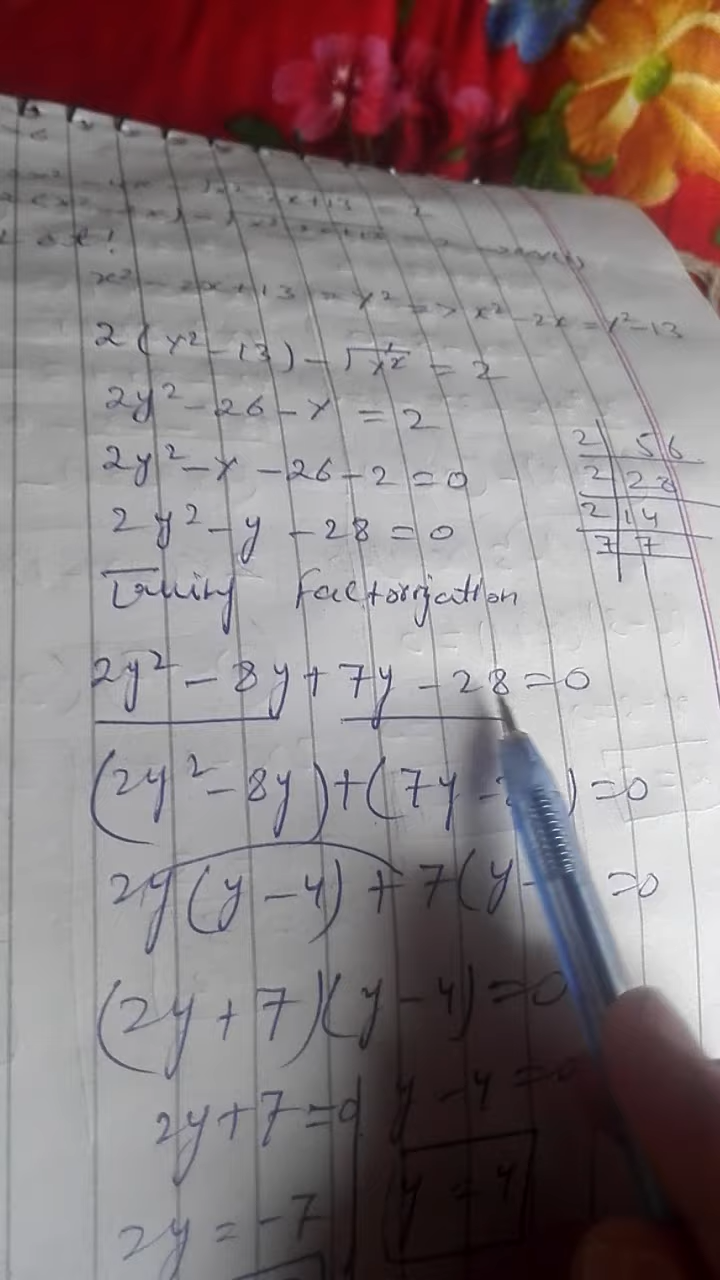 x² - 2x + 13 = y² => x² - 2x = y² - 13
2(y² - 13) - √y² = 2
2y² - 26 - y = 2
2y² - y - 26 - 2 = 0
2y² - y - 28 = 0
2 | 56
2 | 28
2 | 14
7 | 7
Factorization
2y² - 8y + 7y - 28 = 0
(2y² - 8y) + (7y - ) = 0
2y(y - 4) + 7(y - = 0
(2y + 7)(y - 4) = 0
2y + 7 = 0 | y - 4 = 0
2y = -7 | y = 4